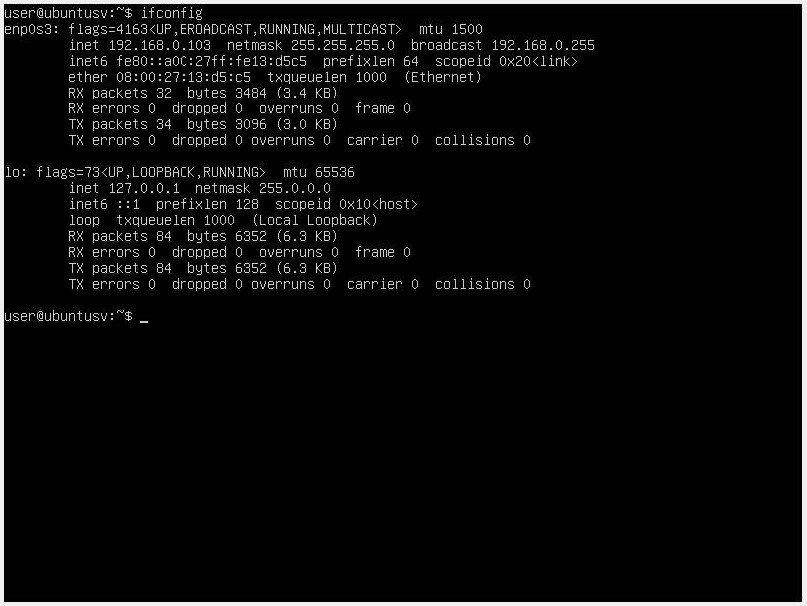 user@ubuntusv:~$ ifconfig
enp0s3: flags=4163<UP,EROADCAST,RUNNING,MULTICAST>  mtu 1500
        inet 192.168.0.103  netmask 255.255.255.0  broadcast 192.168.0.255
        inet6 fe80::a00:27ff:fe13:d5c5  prefixlen 64  scopeid 0x20<link>
        ether 08:00:27:13:d5:c5  txqueuelen 1000  (Ethernet)
        RX packets 32  bytes 3484 (3.4 KB)
        RX errors 0  dropped 0  overruns 0  frame 0
        TX packets 34  bytes 3096 (3.0 KB)
        TX errors 0  dropped 0 overruns 0  carrier 0  collisions 0

lo: flags=73<UP,LOOPBACK,RUNNING>  mtu 65536
        inet 127.0.0.1  netmask 255.0.0.0
        inet6 ::1  prefixlen 128  scopeid 0x10<host>
        loop  txqueuelen 1000  (Local Loopback)
        RX packets 84  bytes 6352 (6.3 KB)
        RX errors 0  dropped 0  overruns 0  frame 0
        TX packets 84  bytes 6352 (6.3 KB)
        TX errors 0  dropped 0 overruns 0  carrier 0  collisions 0

user@ubuntusv:~$ _